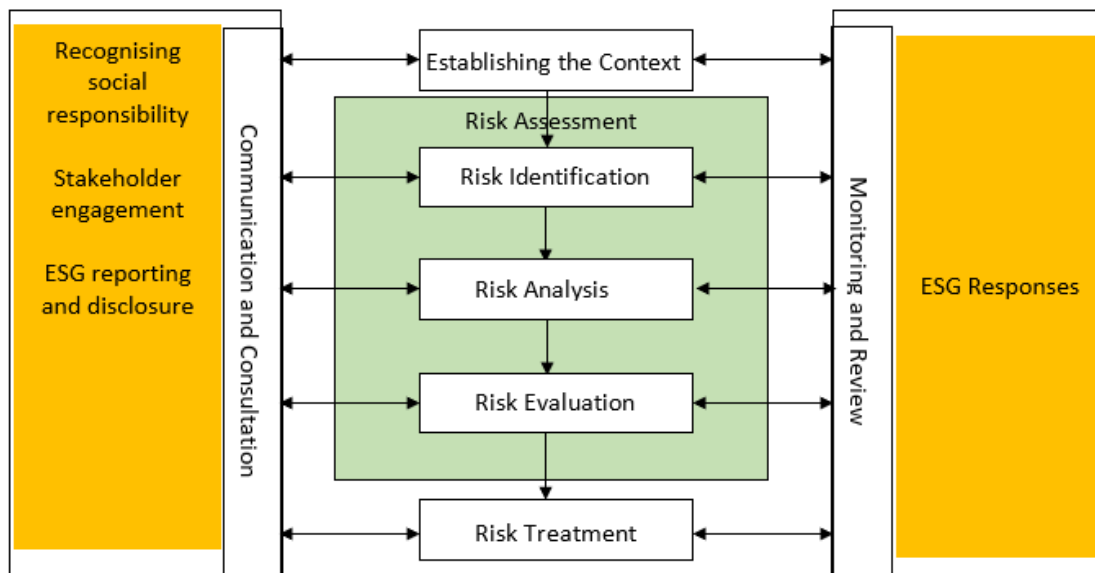 Recognising
social
responsibility
Stakeholder
engagement
ESG reporting
and disclosure
Communication and Consultation
Establishing the Context
Risk Assessment
Risk Identification
Risk Analysis
Risk Evaluation
Risk Treatment
Monitoring and Review
ESG Responses